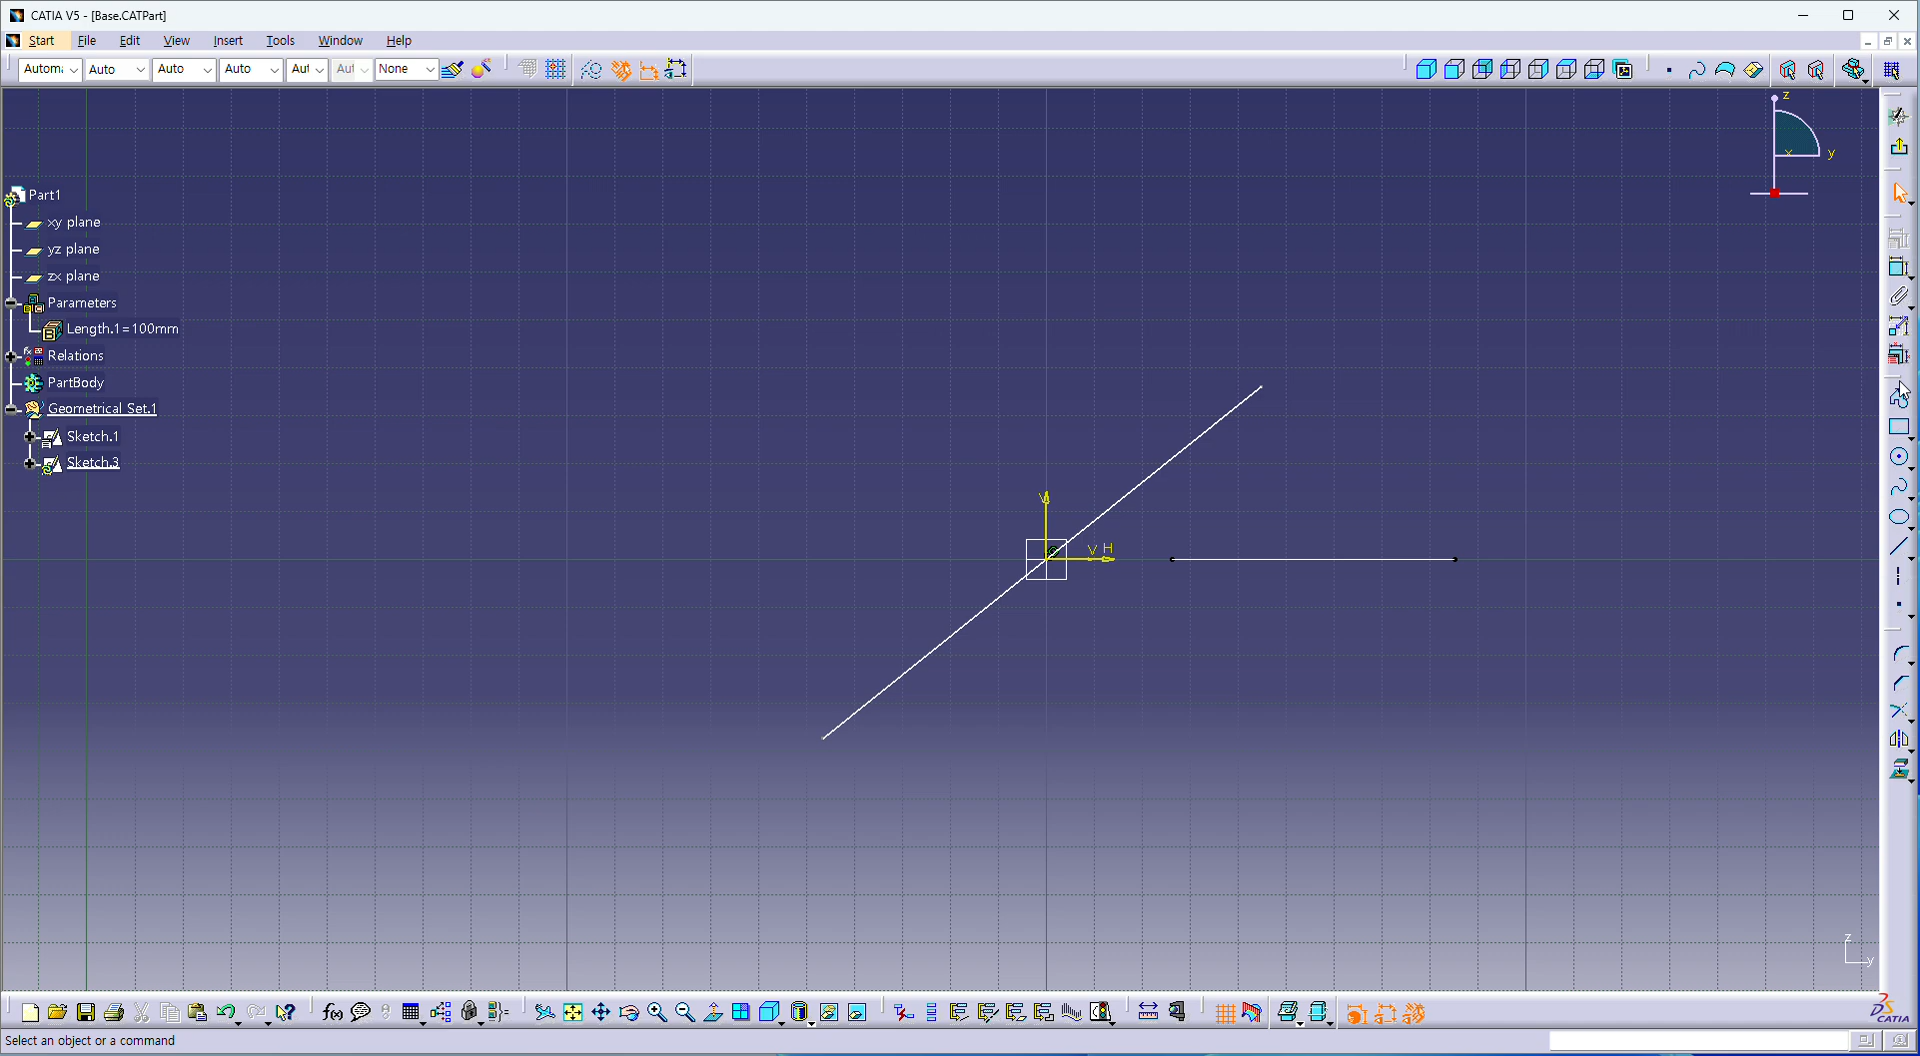 CATIA V5 - [Base.CATPart]
Start File Edit View Insert Tools Window Help
Auto Auto Auto None
z
x y
Part1
xy plane
yz plane
zx plane
Parameters
Length.1=100mm
Relations
PartBody
Geometrical Set.1
Sketch.1
Sketch.3
V
V H
z
y
f(x)
CATIA
Select an object or a command